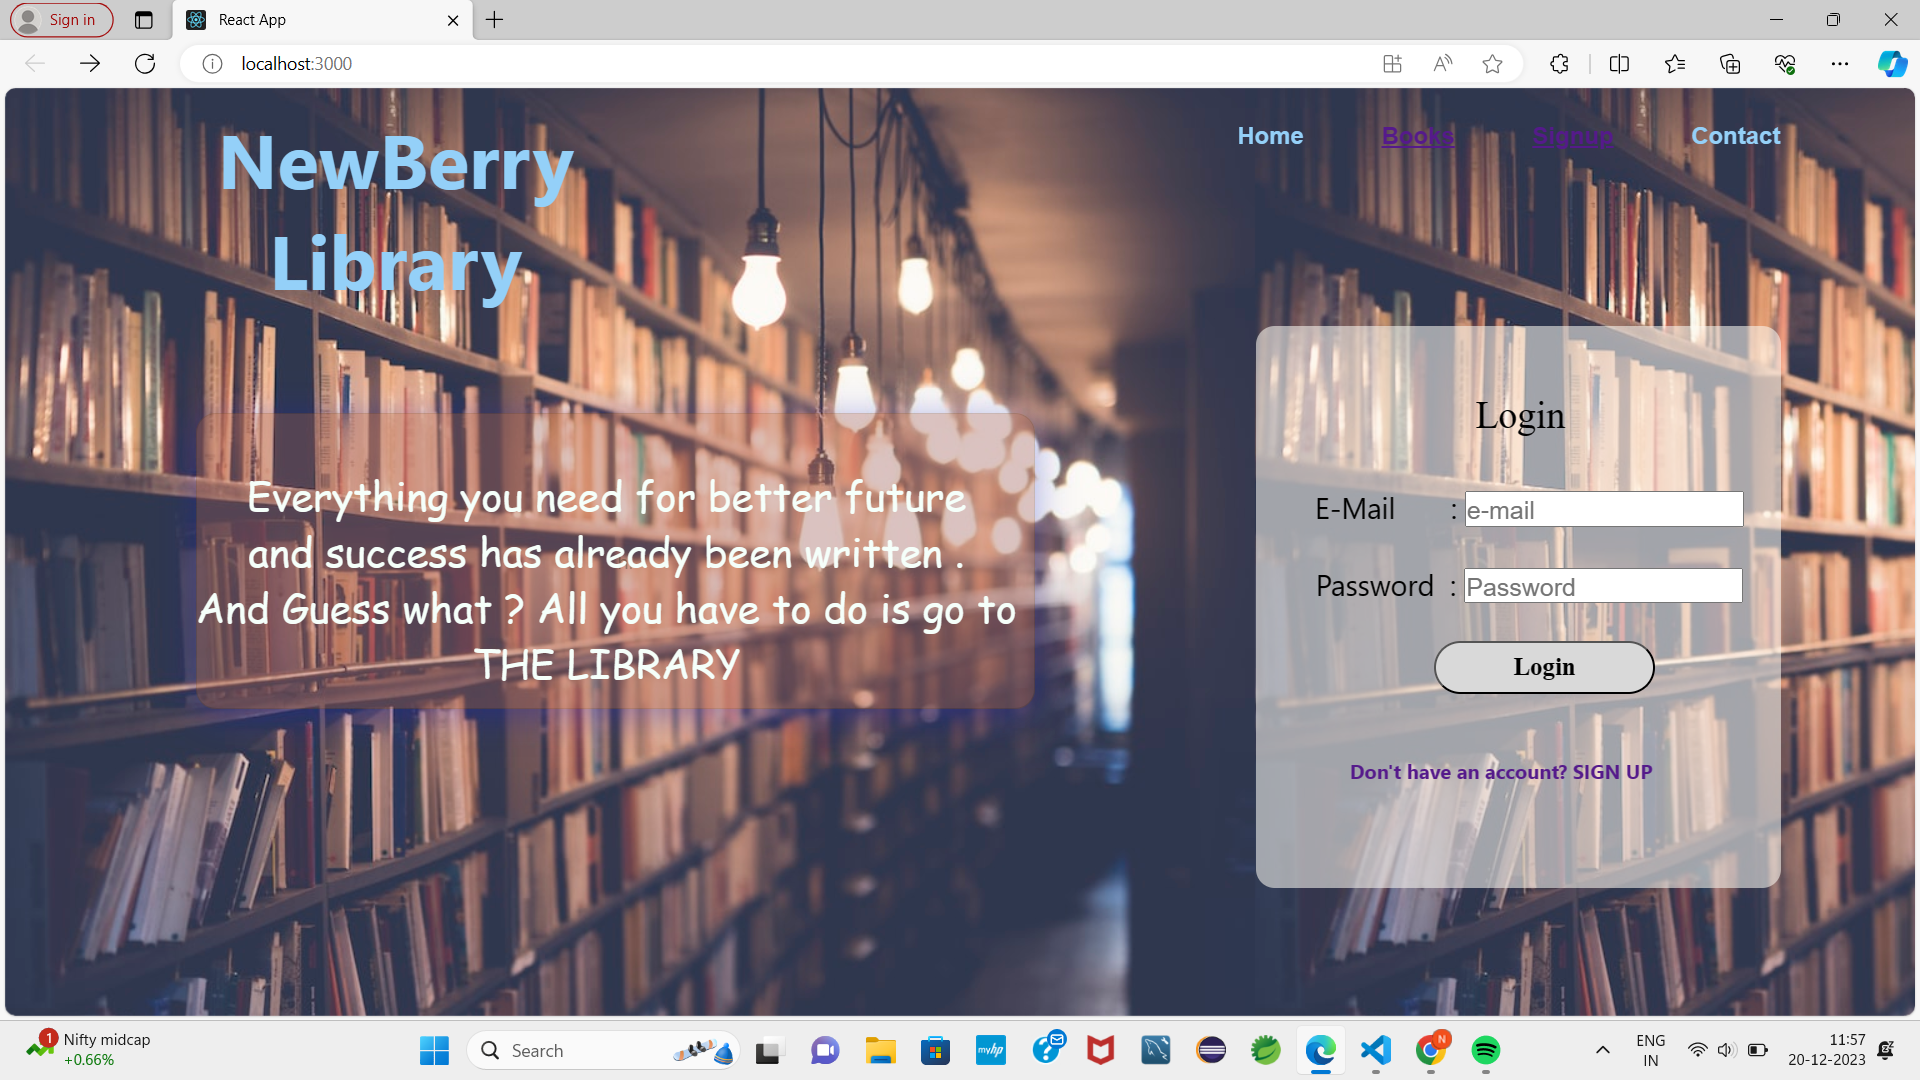 Sign in
React App
localhost:3000
NewBerry
Library
Home Books Signup Contact
Login
E-Mail : e-mail
Password : Password
Login
Don't have an account? SIGN UP
Everything you need for better future
and success has already been written .
And Guess what ? All you have to do is go to
THE LIBRARY
1
Nifty midcap
+0.66%
Search
myhp
N
ENG
IN
11:57
20-12-2023